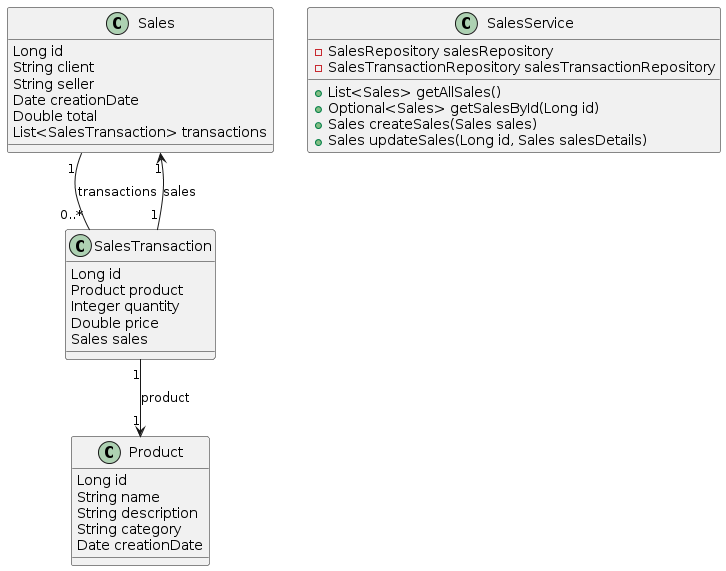 C Sales
Long id
String client
String seller
Date creationDate
Double total
List<SalesTransaction> transactions
C SalesService
SalesRepository salesRepository
SalesTransactionRepository salesTransactionRepository
List<Sales> getAllSales()
Optional<Sales> getSalesById(Long id)
Sales createSales(Sales sales)
Sales updateSales(Long id, Sales salesDetails)
1
1
transactions
sales
0..*
1
C SalesTransaction
Long id
Product product
Integer quantity
Double price
Sales sales
1
product
1
C Product
Long id
String name
String description
String category
Date creationDate